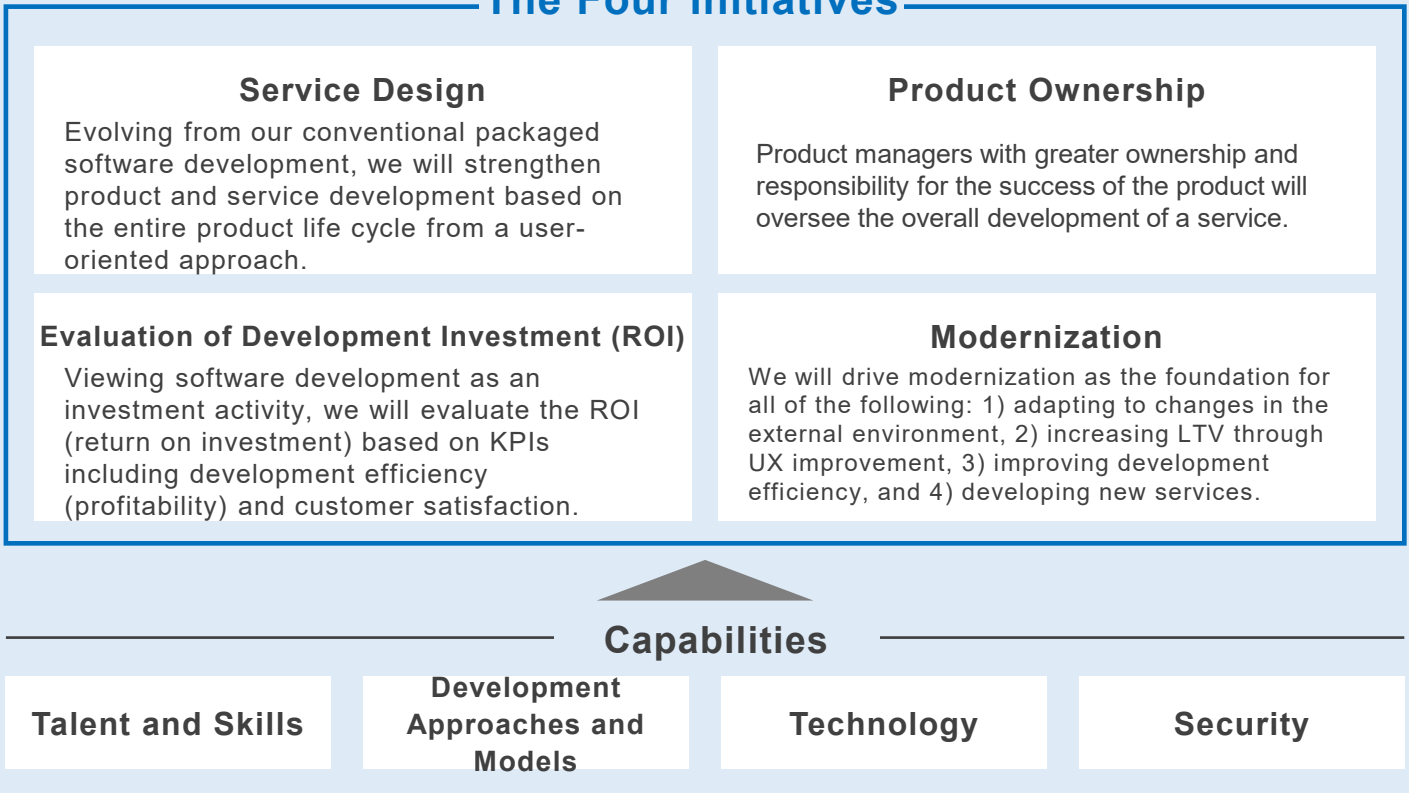 The Four Initiatives
Service Design
Evolving from our conventional packaged
software development, we will strengthen
product and service development based on
the entire product life cycle from a user-
oriented approach.
Product Ownership
Product managers with greater ownership and
responsibility for the success of the product will
oversee the overall development of a service.
Evaluation of Development Investment (ROI)
Viewing software development as an
investment activity, we will evaluate the ROI
(return on investment) based on KPIs
including development efficiency
(profitability) and customer satisfaction.
Modernization
We will drive modernization as the foundation for
all of the following: 1) adapting to changes in the
external environment, 2) increasing LTV through
UX improvement, 3) improving development
efficiency, and 4) developing new services.
Capabilities
Talent and Skills
Development
Approaches and
Models
Technology
Security